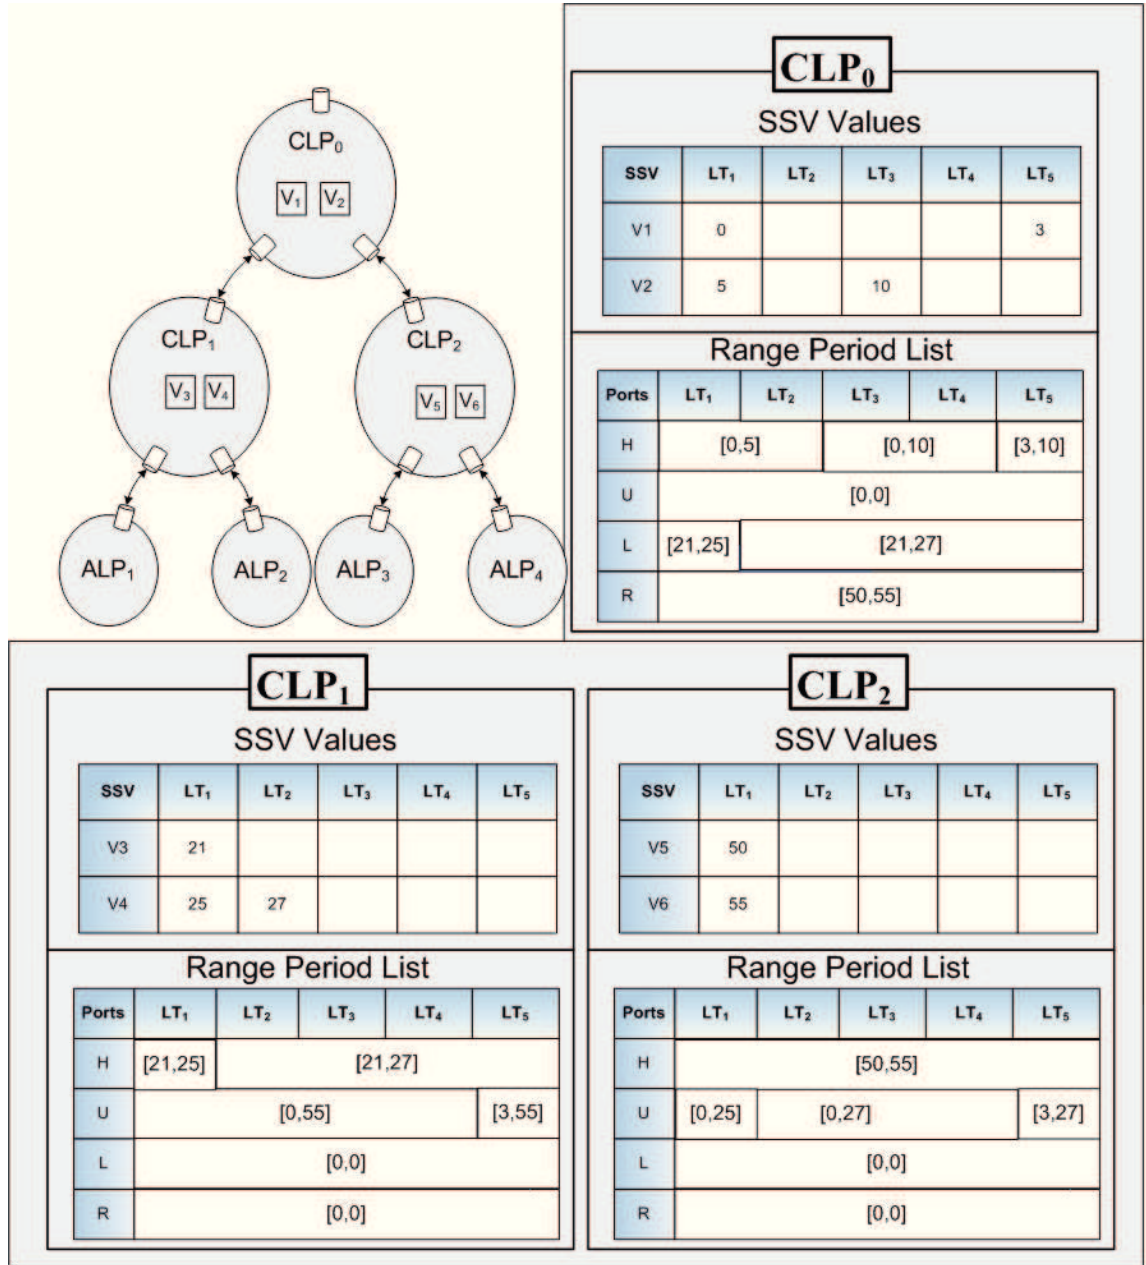 CLP₀
V₁ V₂
CLP₁ CLP₂
V₃ V₄ V₅ V₆
ALP₁ ALP₂ ALP₃ ALP₄
CLP₀
SSV Values
SSV LT₁ LT₂ LT₃ LT₄ LT₅
V1 0 3
V2 5 10
Range Period List
Ports LT₁ LT₂ LT₃ LT₄ LT₅
H [0,5] [0,10] [3,10]
U [0,0]
L [21,25] [21,27]
R [50,55]
CLP₁
SSV Values
SSV LT₁ LT₂ LT₃ LT₄ LT₅
V3 21
V4 25 27
Range Period List
Ports LT₁ LT₂ LT₃ LT₄ LT₅
H [21,25] [21,27]
U [0,55] [3,55]
L [0,0]
R [0,0]
CLP₂
SSV Values
SSV LT₁ LT₂ LT₃ LT₄ LT₅
V5 50
V6 55
Range Period List
Ports LT₁ LT₂ LT₃ LT₄ LT₅
H [50,55]
U [0,25] [0,27] [3,27]
L [0,0]
R [0,0]